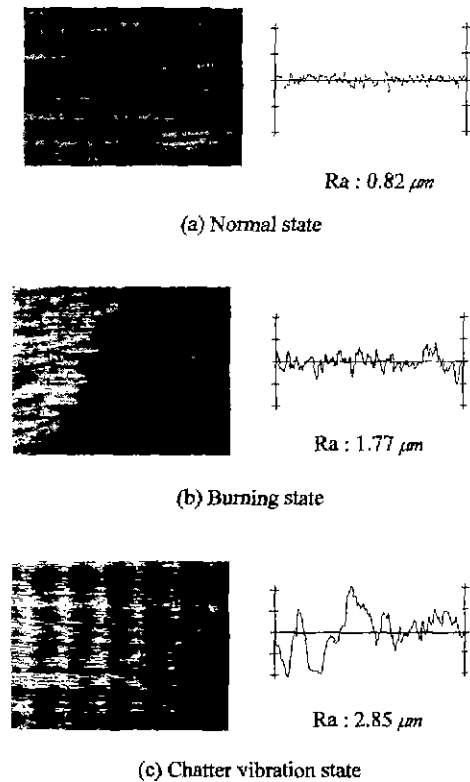 Ra : 0.82 μm
(a) Normal state
Ra : 1.77 μm
(b) Burning state
Ra : 2.85 μm
(c) Chatter vibration state